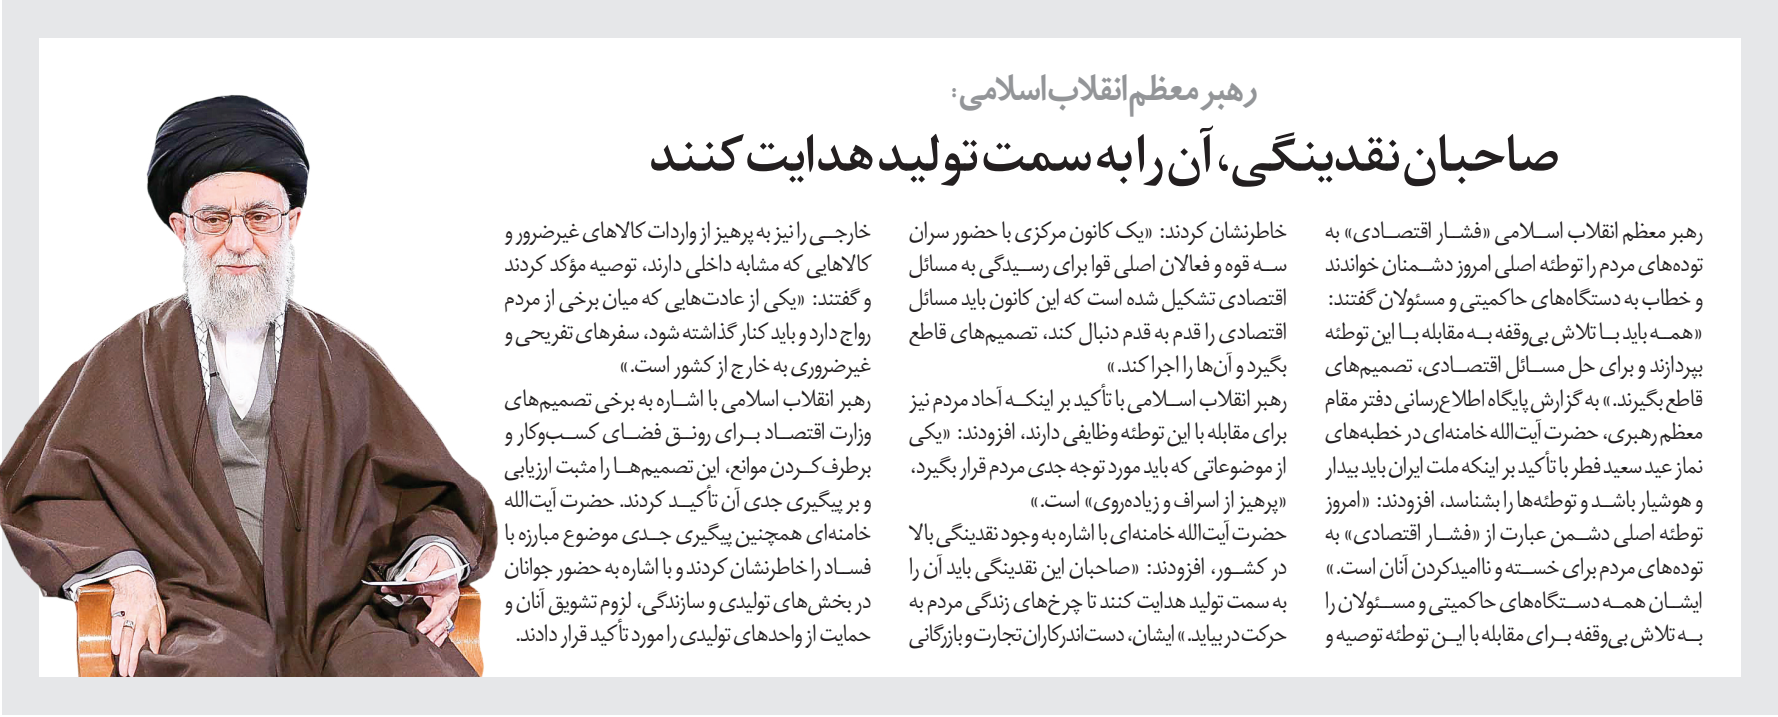 رهبر معظم انقلاب اسلامی:
صاحبان نقدینگی، آن را به سمت تولید هدایت کنند
رهبر معظم انقلاب اسلامی «فشار اقتصادی» به
توده‌های مردم را توطئه اصلی امروز دشمنان خواندند
و خطاب به دستگاه‌های حاکمیتی و مسئولان گفتند:
«همه باید با تلاش بی‌وقفه به مقابله با این توطئه
بپردازند و برای حل مسائل اقتصادی، تصمیم‌های
قاطع بگیرند.» به گزارش پایگاه اطلاع‌رسانی دفتر مقام
معظم رهبری، حضرت آیت‌الله خامنه‌ای در خطبه‌های
نماز عید سعید فطر با تأکید بر اینکه ملت ایران باید بیدار
و هوشیار باشد و توطئه‌ها را بشناسد، افزودند: «امروز
توطئه اصلی دشمن عبارت از «فشار اقتصادی» به
توده‌های مردم برای خسته و ناامیدکردن آنان است.»
ایشان همه دستگاه‌های حاکمیتی و مسئولان را
به تلاش بی‌وقفه برای مقابله با این توطئه توصیه و
خاطرنشان کردند: «یک کانون مرکزی با حضور سران
سه قوه و فعالان اصلی قوا برای رسیدگی به مسائل
اقتصادی تشکیل شده است که این کانون باید مسائل
اقتصادی را قدم به قدم دنبال کند، تصمیم‌های قاطع
بگیرد و آن‌ها را اجرا کند.»
رهبر انقلاب اسلامی با تأکید بر اینکه آحاد مردم نیز
برای مقابله با این توطئه وظایفی دارند، افزودند: «یکی
از موضوعاتی که باید مورد توجه جدی مردم قرار بگیرد،
«پرهیز از اسراف و زیاده‌روی» است.»
حضرت آیت‌الله خامنه‌ای با اشاره به وجود نقدینگی بالا
در کشور، افزودند: «صاحبان این نقدینگی باید آن را
به سمت تولید هدایت کنند تا چرخ‌های زندگی مردم به
حرکت در بیاید.» ایشان، دست‌اندرکاران تجارت و بازرگانی
خارجی را نیز به پرهیز از واردات کالاهای غیرضرور و
کالاهایی که مشابه داخلی دارند، توصیه مؤکد کردند
و گفتند: «یکی از عادت‌هایی که میان برخی از مردم
رواج دارد و باید کنار گذاشته شود، سفرهای تفریحی و
غیرضروری به خارج از کشور است.»
رهبر انقلاب اسلامی با اشاره به برخی تصمیم‌های
وزارت اقتصاد برای رونق فضای کسب‌وکار و
برطرف‌کردن موانع، این تصمیم‌ها را مثبت ارزیابی
و بر پیگیری جدی آن تأکید کردند. حضرت آیت‌الله
خامنه‌ای همچنین پیگیری جدی موضوع مبارزه با
فساد را خاطرنشان کردند و با اشاره به حضور جوانان
در بخش‌های تولیدی و سازندگی، لزوم تشویق آنان و
حمایت از واحدهای تولیدی را مورد تأکید قرار دادند.